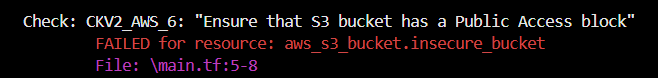 Check: CKV2_AWS_6: "Ensure that S3 bucket has a Public Access block"
FAILED for resource: aws_s3_bucket.insecure_bucket
File: \main.tf:5-8